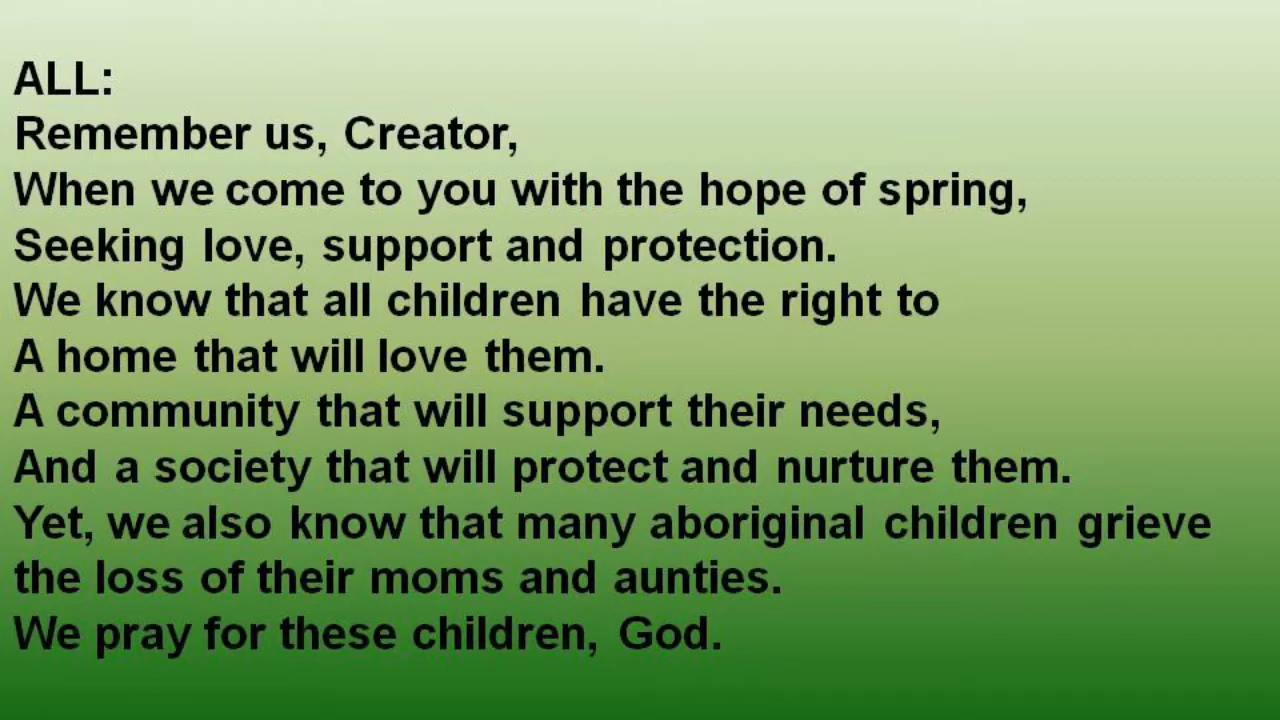 ALL:
Remember us, Creator,
When we come to you with the hope of spring,
Seeking love, support and protection.
We know that all children have the right to
A home that will love them.
A community that will support their needs,
And a society that will protect and nurture them.
Yet, we also know that many aboriginal children grieve
the loss of their moms and aunties.
We pray for these children, God.